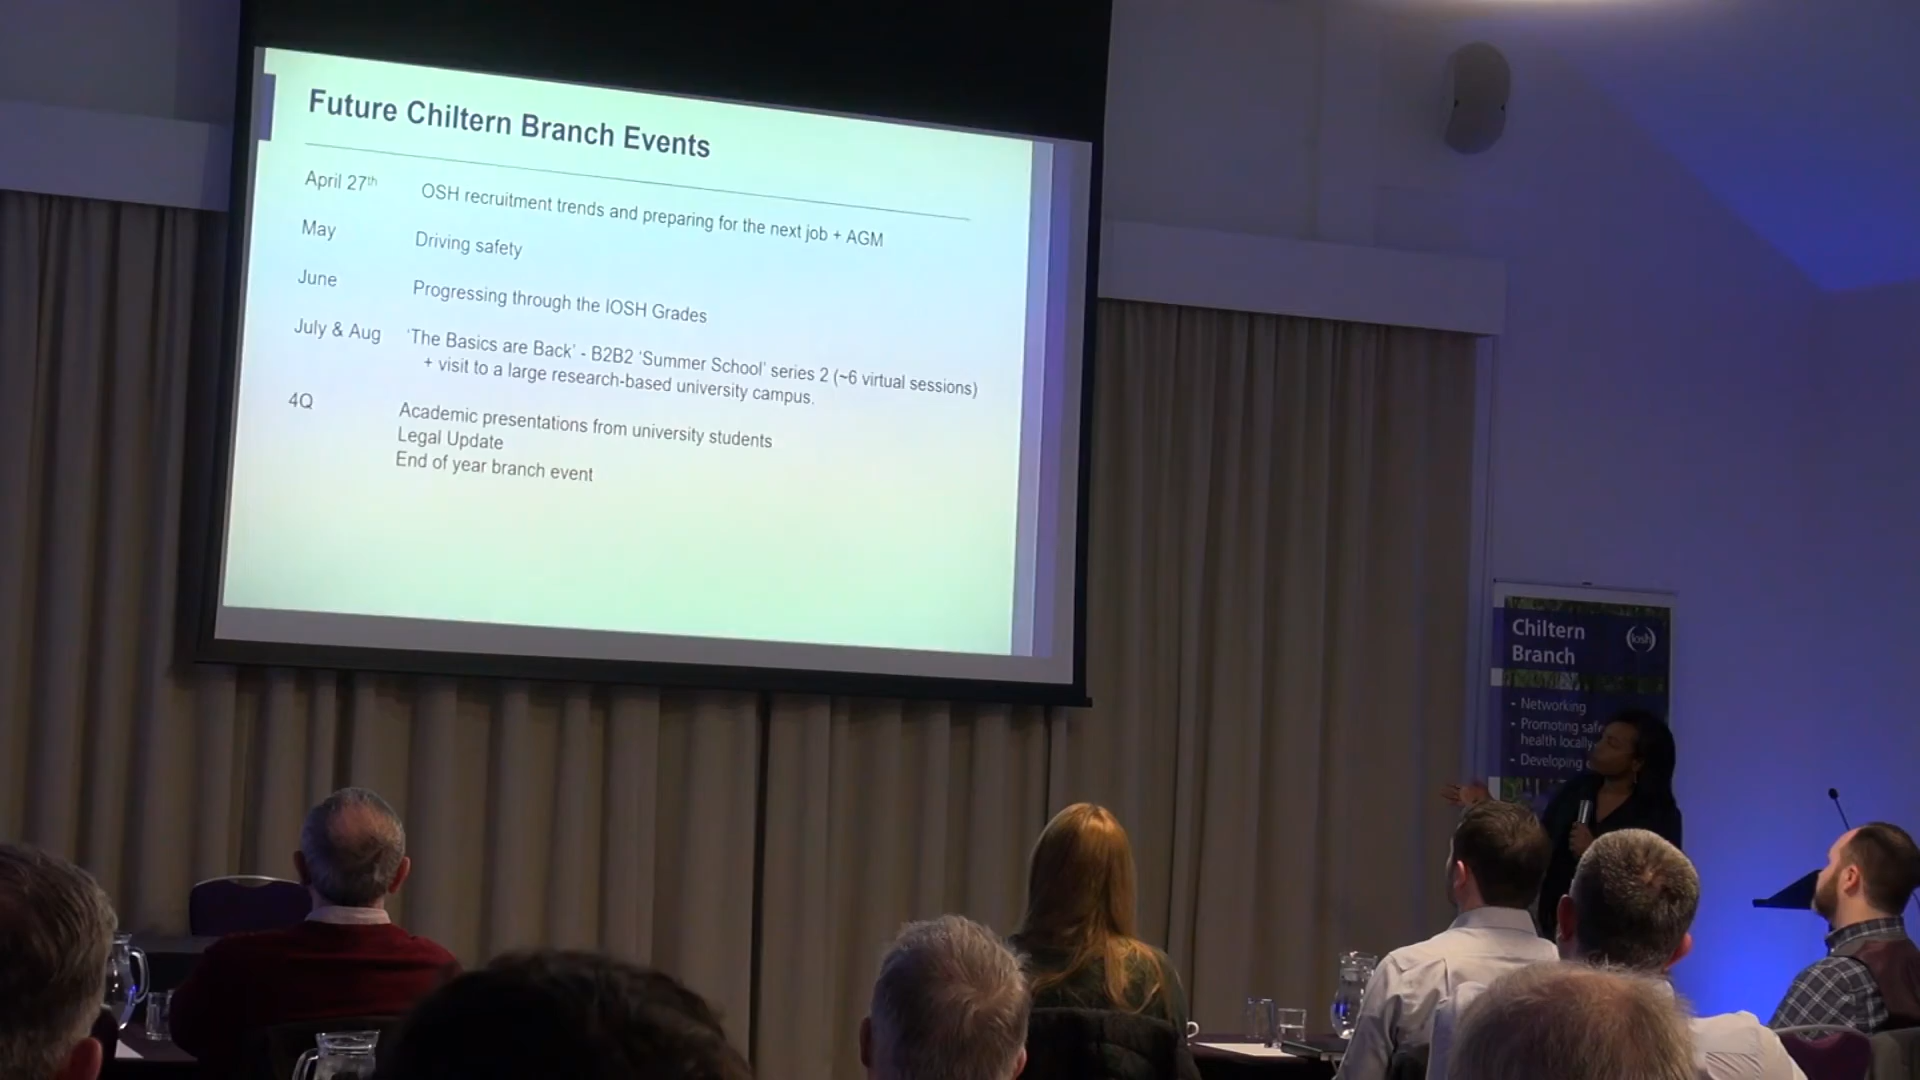 Future Chiltern Branch Events
April 27th OSH recruitment trends and preparing for the next job + AGM
May Driving safety
June Progressing through the IOSH Grades
July & Aug 'The Basics are Back' - B2B2 'Summer School' series 2 (~6 virtual sessions)
+ visit to a large research-based university campus.
4Q Academic presentations from university students
Legal Update
End of year branch event
Chiltern
Branch
iosh
- Networking
- Promoting
health locally
- Developing